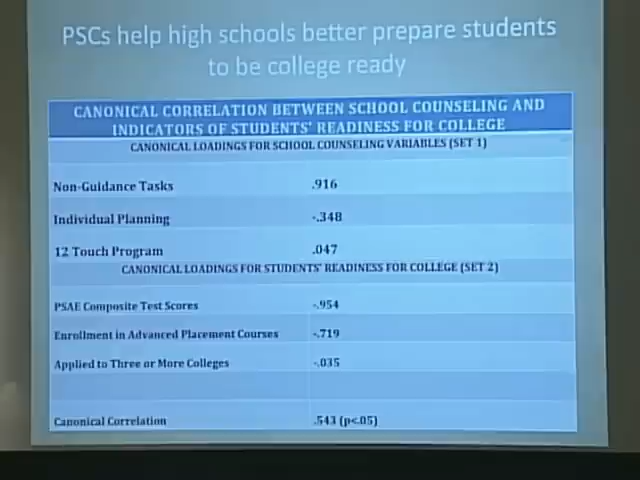 PSCs help high schools better prepare students
to be college ready
CANONICAL CORRELATION BETWEEN SCHOOL COUNSELING AND
INDICATORS OF STUDENTS' READINESS FOR COLLEGE
CANONICAL LOADINGS FOR SCHOOL COUNSELING VARIABLES (SET 1)
Non-Guidance Tasks .916
Individual Planning -.348
12 Touch Program .047
CANONICAL LOADINGS FOR STUDENTS' READINESS FOR COLLEGE (SET 2)
PSAE Composite Test Scores -.954
Enrollment in Advanced Placement Courses -.719
Applied to Three or More Colleges -.035
Canonical Correlation .543 (p<.05)